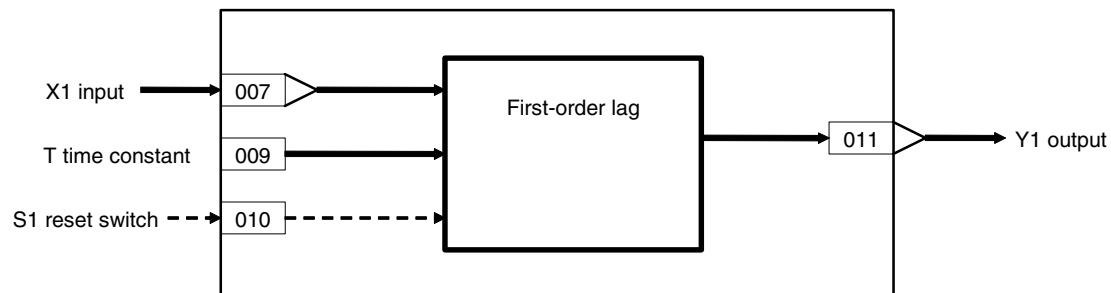 X1 input
007
First-order lag
T time constant
009
011
Y1 output
S1 reset switch
010